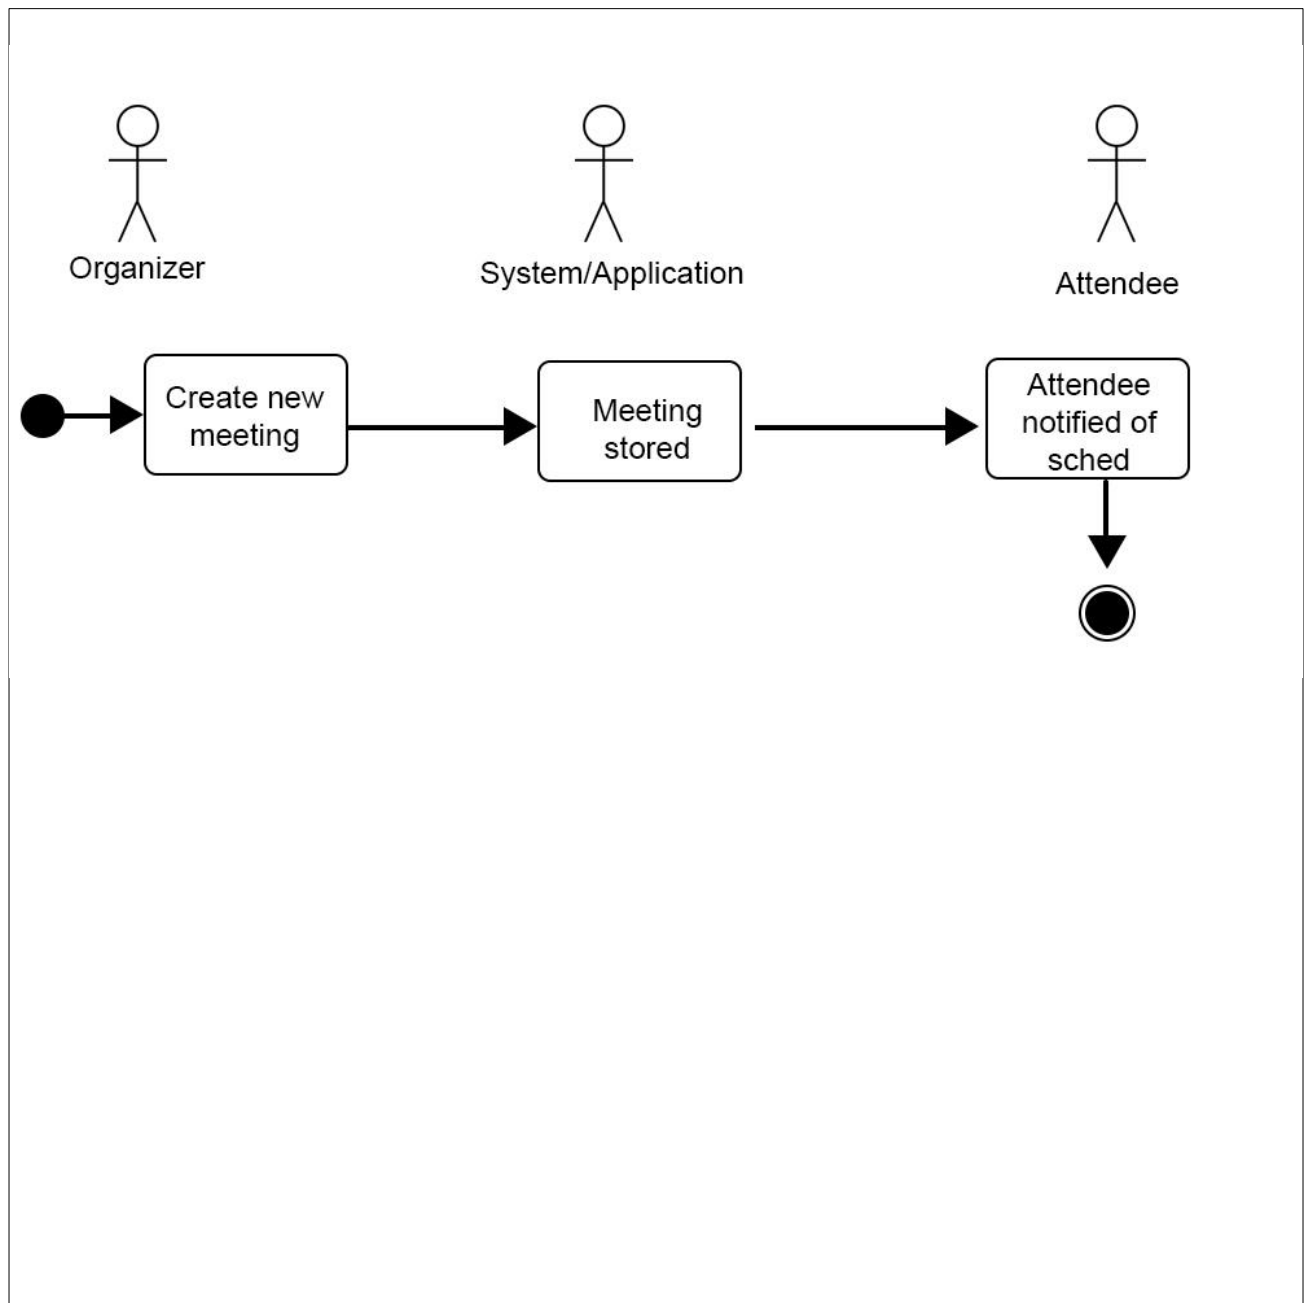 Organizer
System/Application
Attendee
Create new
meeting
Meeting
stored
Attendee
notified of
sched